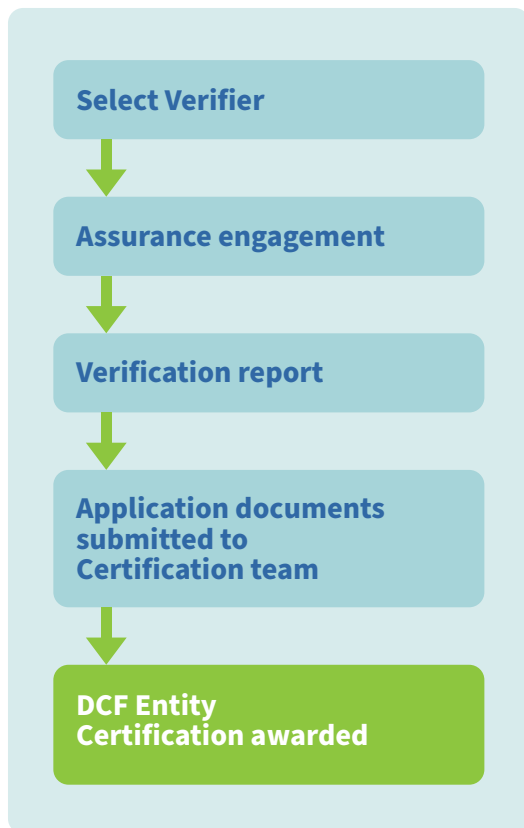 Select Verifier
Assurance engagement
Verification report
Application documents
submitted to
Certification team
DCF Entity
Certification awarded